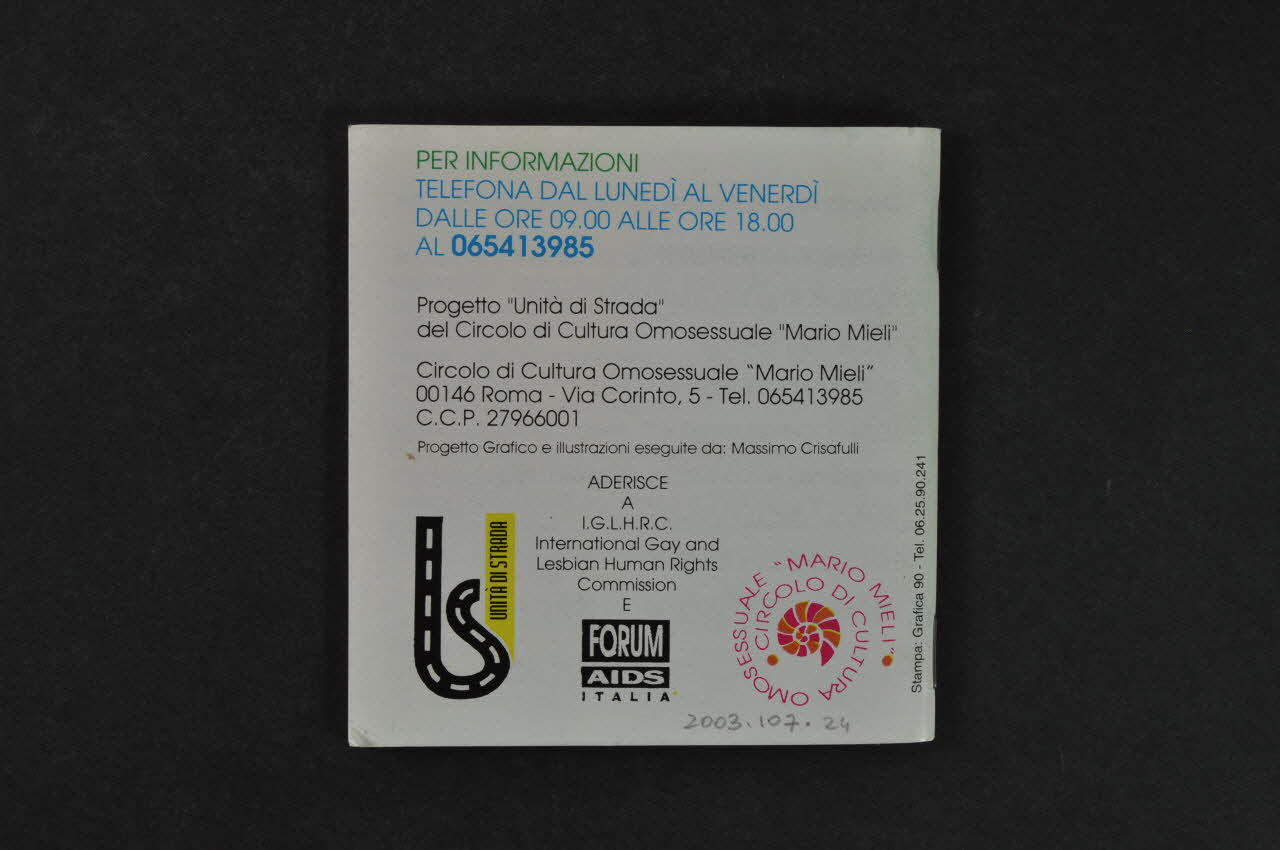 PER INFORMAZIONI
TELEFONA DAL LUNEDÌ AL VENERDÌ
DALLE ORE 09.00 ALLE ORE 18.00
AL 065413985
Progetto "Unità di Strada"
del Circolo di Cultura Omosessuale "Mario Mieli"
Circolo di Cultura Omosessuale “Mario Mieli”
00146 Roma - Via Corinto, 5 - Tel. 065413985
C.C.P. 27966001
Progetto Grafico e illustrazioni eseguite da: Massimo Crisafulli
ADERISCE
A
I.G.L.H.R.C.
International Gay and
Lesbian Human Rights
Commission
E
FORUM
AIDS
ITALIA
UNITÀ DI STRADA
CIRCOLO DI CULTURA
OMOSESSUALE “MARIO MIELI”
Stampa: Grafica 90 - Tel. 06.25.90.241
2003.107.24